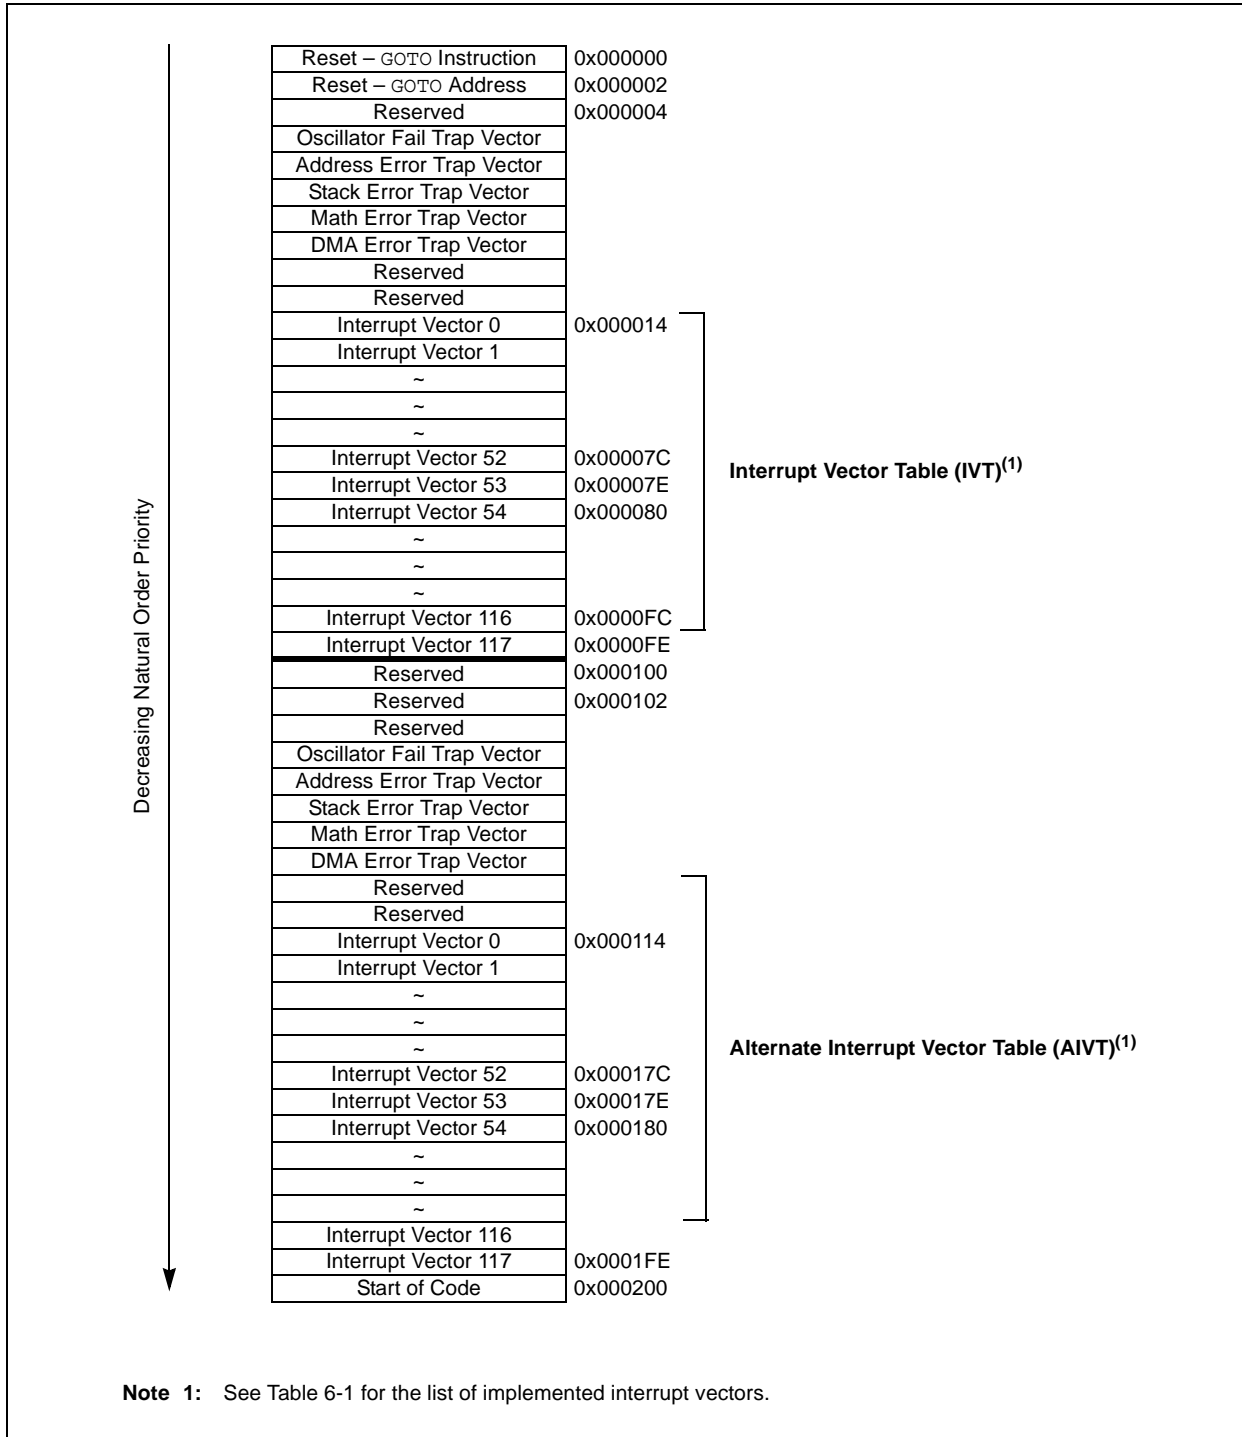 Decreasing Natural Order Priority
Reset – GOTO Instruction 0x000000
Reset – GOTO Address 0x000002
Reserved 0x000004
Oscillator Fail Trap Vector
Address Error Trap Vector
Stack Error Trap Vector
Math Error Trap Vector
DMA Error Trap Vector
Reserved
Reserved
Interrupt Vector 0 0x000014
Interrupt Vector 1
~
~
~
Interrupt Vector 52 0x00007C
Interrupt Vector 53 0x00007E
Interrupt Vector 54 0x000080
~
~
~
Interrupt Vector 116 0x0000FC
Interrupt Vector 117 0x0000FE
Interrupt Vector Table (IVT)(1)
Reserved 0x000100
Reserved 0x000102
Reserved
Oscillator Fail Trap Vector
Address Error Trap Vector
Stack Error Trap Vector
Math Error Trap Vector
DMA Error Trap Vector
Reserved
Reserved
Interrupt Vector 0 0x000114
Interrupt Vector 1
~
~
~
Interrupt Vector 52 0x00017C
Interrupt Vector 53 0x00017E
Interrupt Vector 54 0x000180
~
~
~
Interrupt Vector 116
Interrupt Vector 117 0x0001FE
Start of Code 0x000200
Alternate Interrupt Vector Table (AIVT)(1)
Note 1: See Table 6-1 for the list of implemented interrupt vectors.